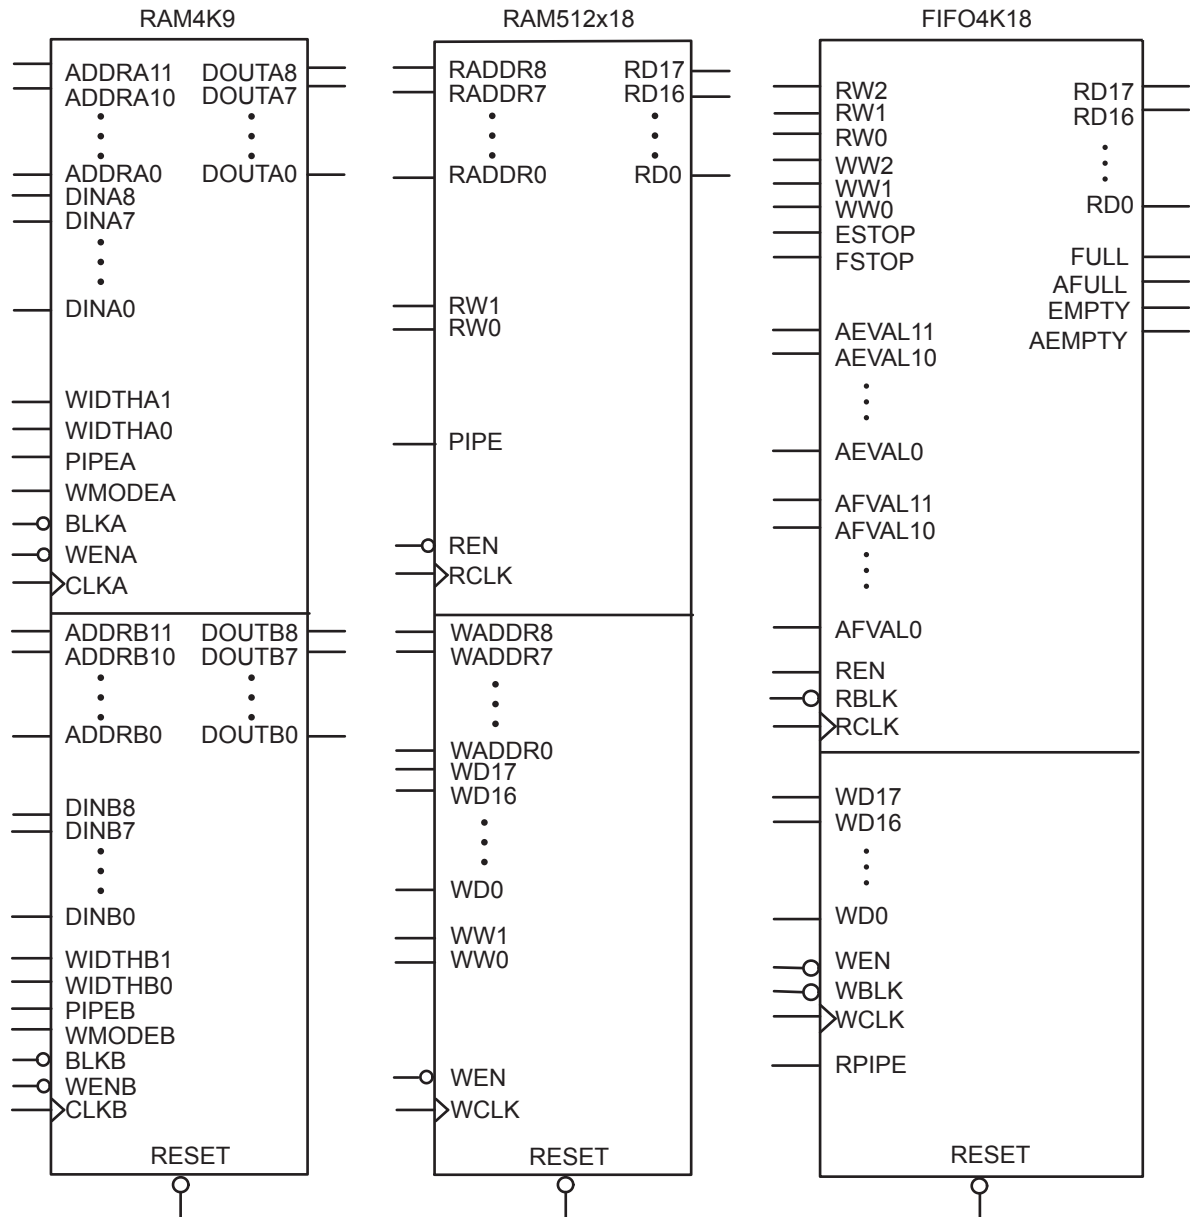 RAM4K9
ADDRA11 DOUTA8
ADDRA10 DOUTA7
ADDRA0 DOUTA0
DINA8
DINA7
DINA0
WIDTHA1
WIDTHA0
PIPEA
WMODEA
BLKA
WENA
CLKA
ADDRB11 DOUTB8
ADDRB10 DOUTB7
ADDRB0 DOUTB0
DINB8
DINB7
DINB0
WIDTHB1
WIDTHB0
PIPEB
WMODEB
BLKB
WENB
CLKB
RESET
RAM512x18
RADDR8 RD17
RADDR7 RD16
RADDR0 RD0
RW1
RW0
PIPE
REN
RCLK
WADDR8
WADDR7
WADDR0
WD17
WD16
WD0
WW1
WW0
WEN
WCLK
RESET
FIFO4K18
RW2 RD17
RW1 RD16
RW0
WW2
WW1
WW0 RD0
ESTOP
FSTOP FULL
AFULL
EMPTY
AEVAL11 AEMPTY
AEVAL10
AEVAL0
AFVAL11
AFVAL10
AFVAL0
REN
RBLK
RCLK
WD17
WD16
WD0
WEN
WBLK
WCLK
RPIPE
RESET